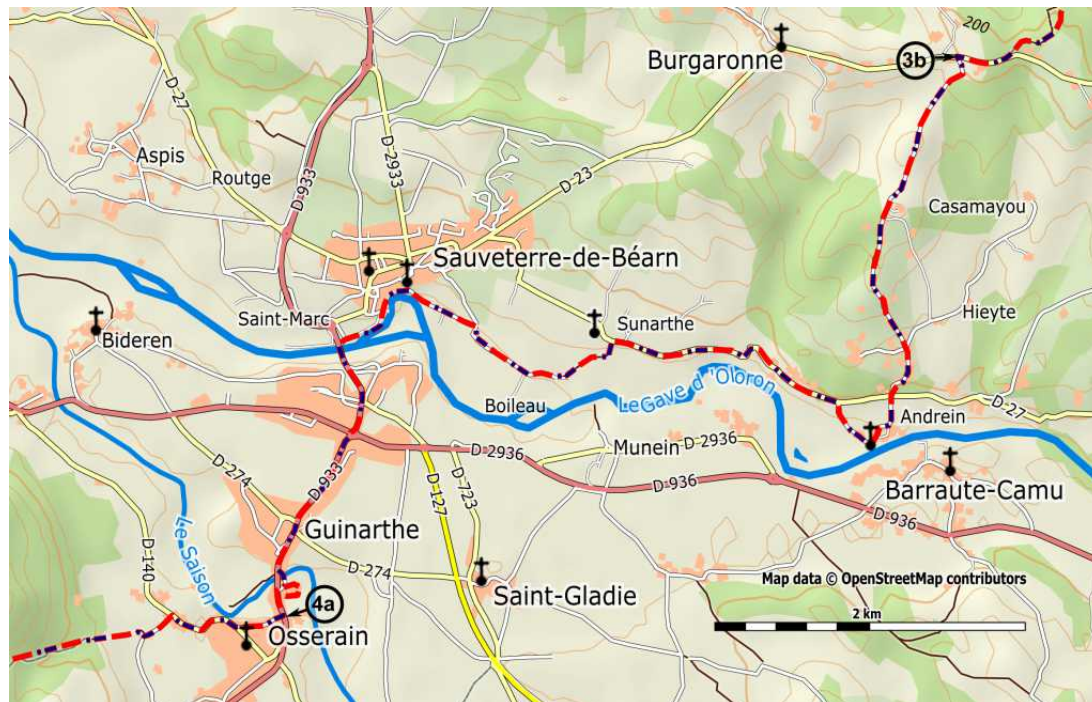 200
Burgaronne
3b
D 27
Aspis
Routge
D 933
D 2933
D 23
Casamayou
Sauveterre-de-Béarn
Saint-Marc
Sunarthe
Hieyte
Bideren
Le Gave d'Oloron
Boileau
D 27
Andrein
Munein
D 2936
D 2936
D 936
Barraute-Camu
D 274
D 933
D 127
D 723
D 936
Guinarthe
Le Saison
D 140
D 274
Saint-Gladie
Map data © OpenStreetMap contributors
4a
2 km
Osserain